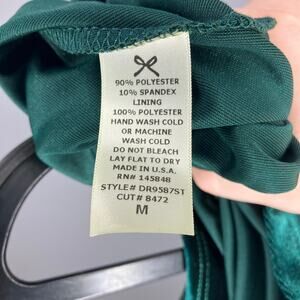 90% POLYESTER
10% SPANDEX
LINING
100% POLYESTER
HAND WASH COLD
OR MACHINE
WASH COLD
DO NOT BLEACH
LAY FLAT TO DRY
MADE IN U.S.A.
RN# 145848
STYLE# DR9587ST
CUT# 8472
M